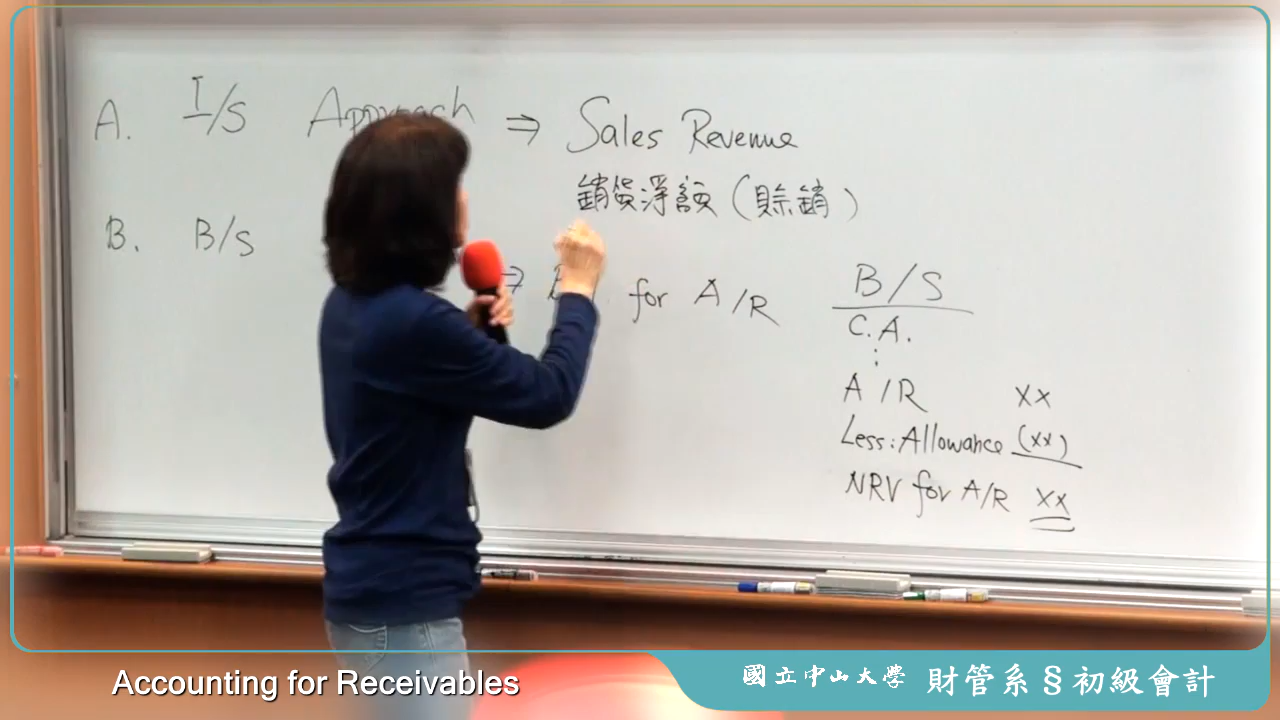 A. I/S Approach ⇒ Sales Revenue
銷貨淨額（賒銷）
B. B/S
for A/R
B/S
C.A.
⋮
A/R xx
Less: Allowance (xx)
NRV for A/R xx
Accounting for Receivables
國立中山大學 財管系§初級會計